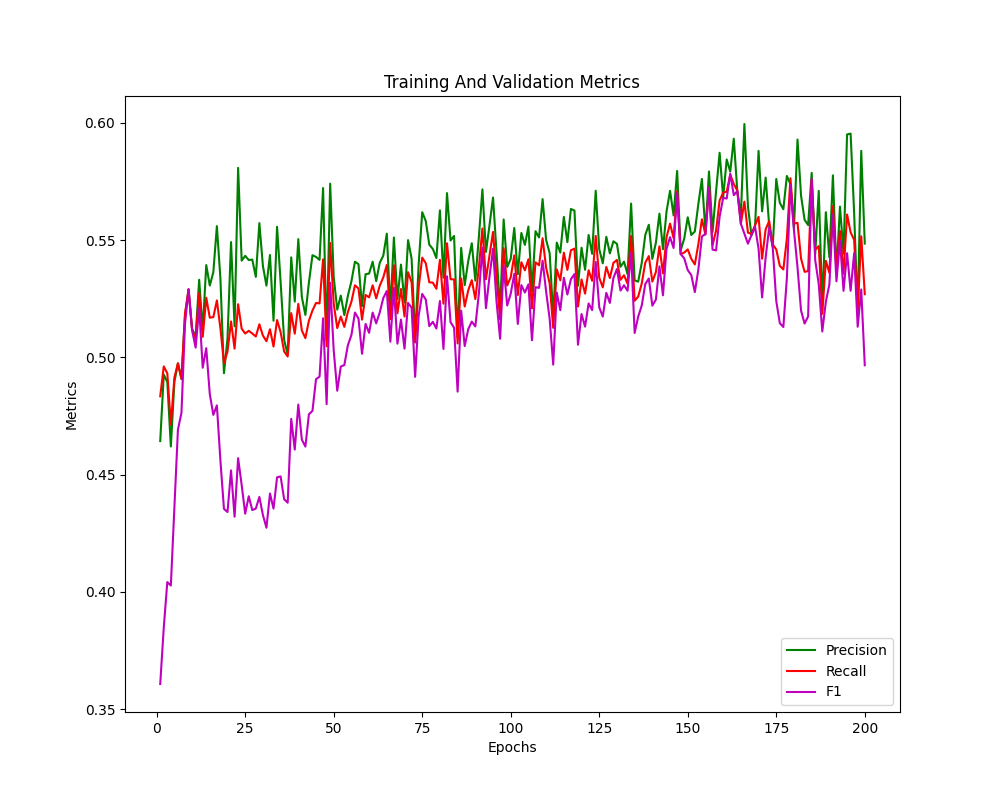 Training And Validation Metrics
0.60
0.55
0.50
0.45
0.40
0.35
Metrics
0 25 50 75 100 125 150 175 200
Epochs
Precision
Recall
F1